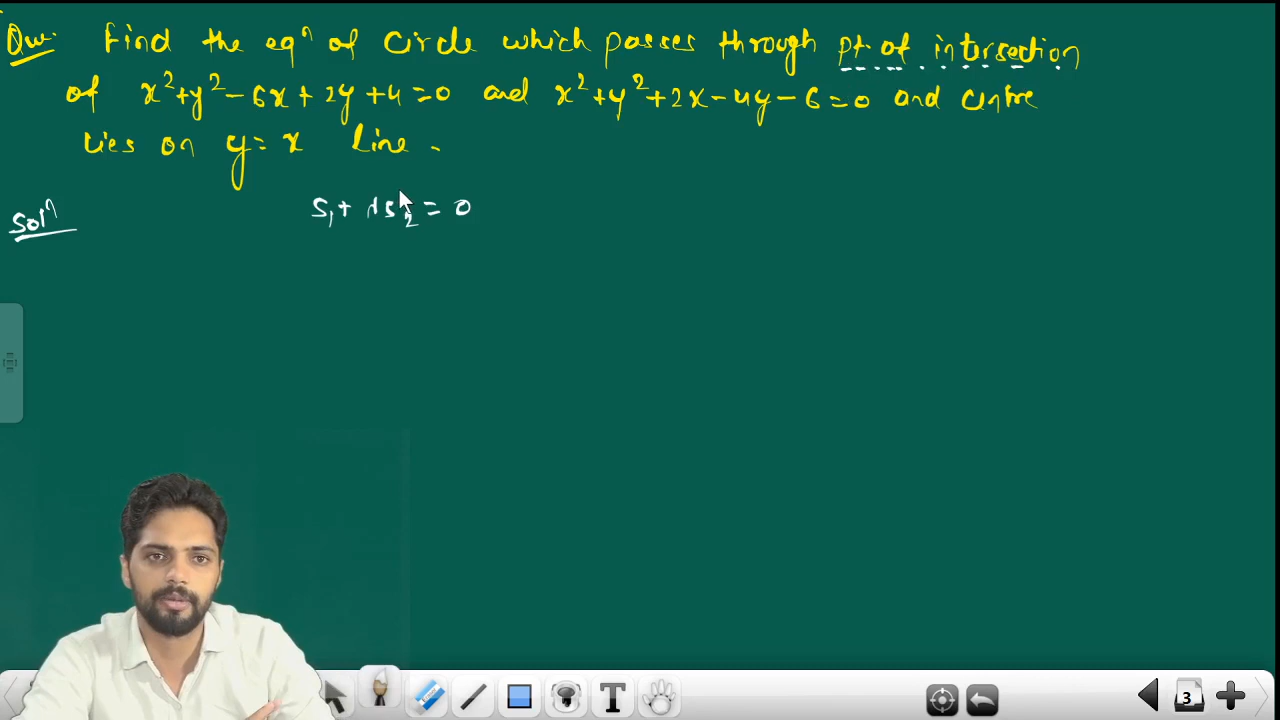 Qu: Find the eqⁿ of Circle which passes through pt. of intersection
of x²+y²-6x+2y+4=0 and x²+y²+2x-4y-6=0 and centre
lies on y=x line -
Solⁿ
S₁+λS₂=0
T
3